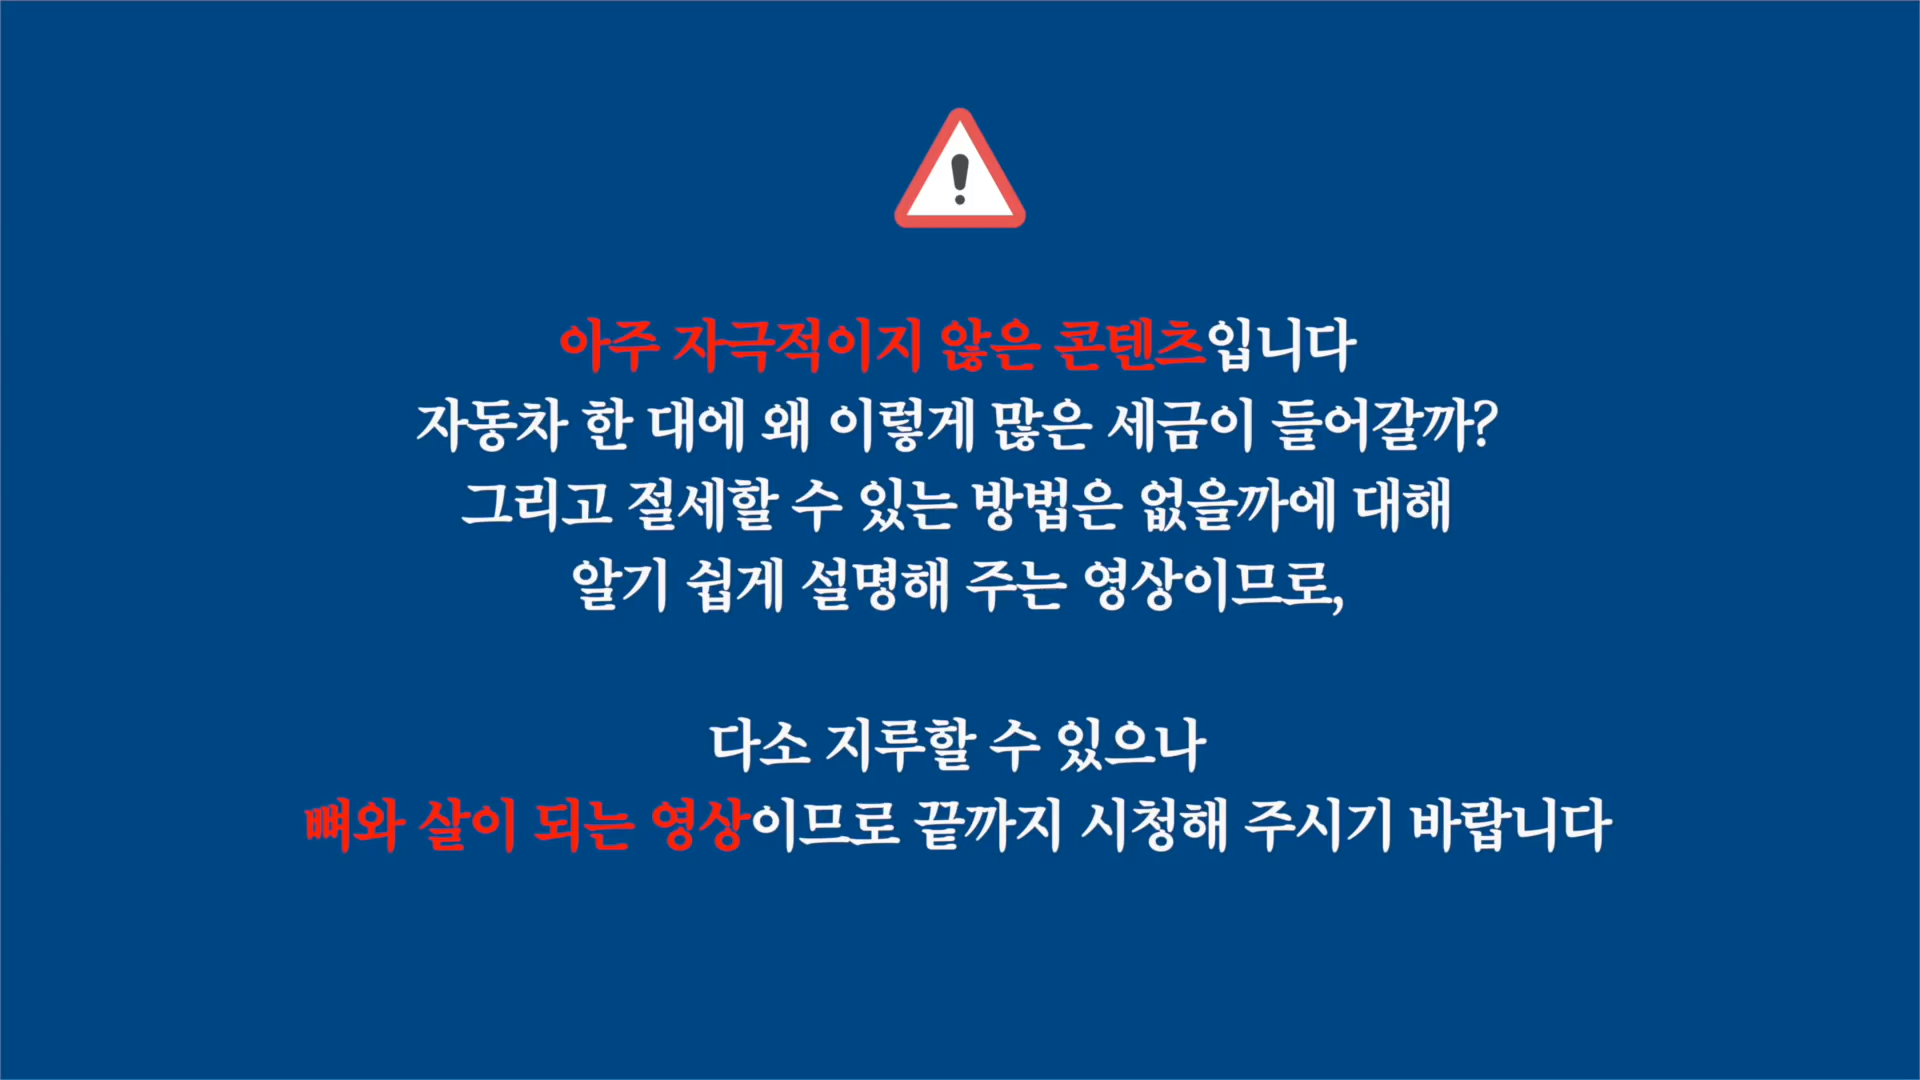 아주 자극적이지 않은 콘텐츠입니다
자동차 한 대에 왜 이렇게 많은 세금이 들어갈까?
그리고 절세할 수 있는 방법은 없을까에 대해
알기 쉽게 설명해 주는 영상이므로,
다소 지루할 수 있으나
뼈와 살이 되는 영상이므로 끝까지 시청해 주시기 바랍니다